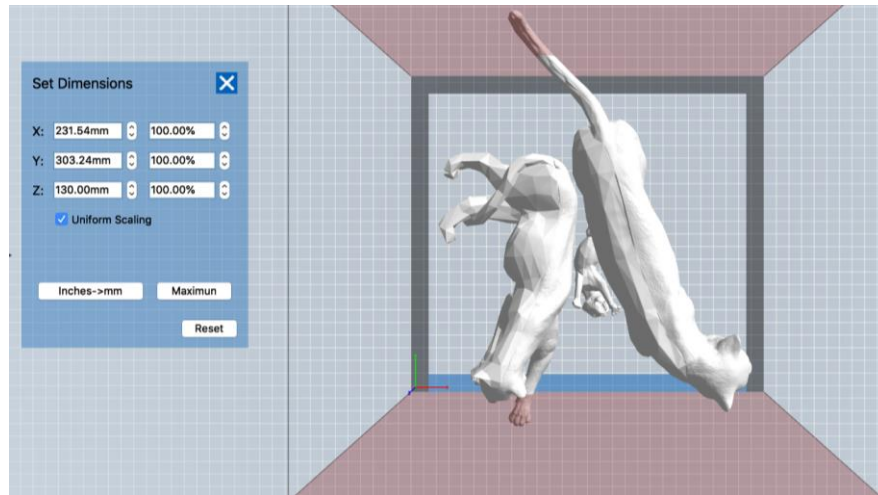 Set Dimensions
X: 231.54mm 100.00%
Y: 303.24mm 100.00%
Z: 130.00mm 100.00%
Uniform Scaling
Inches->mm Maximun
Reset